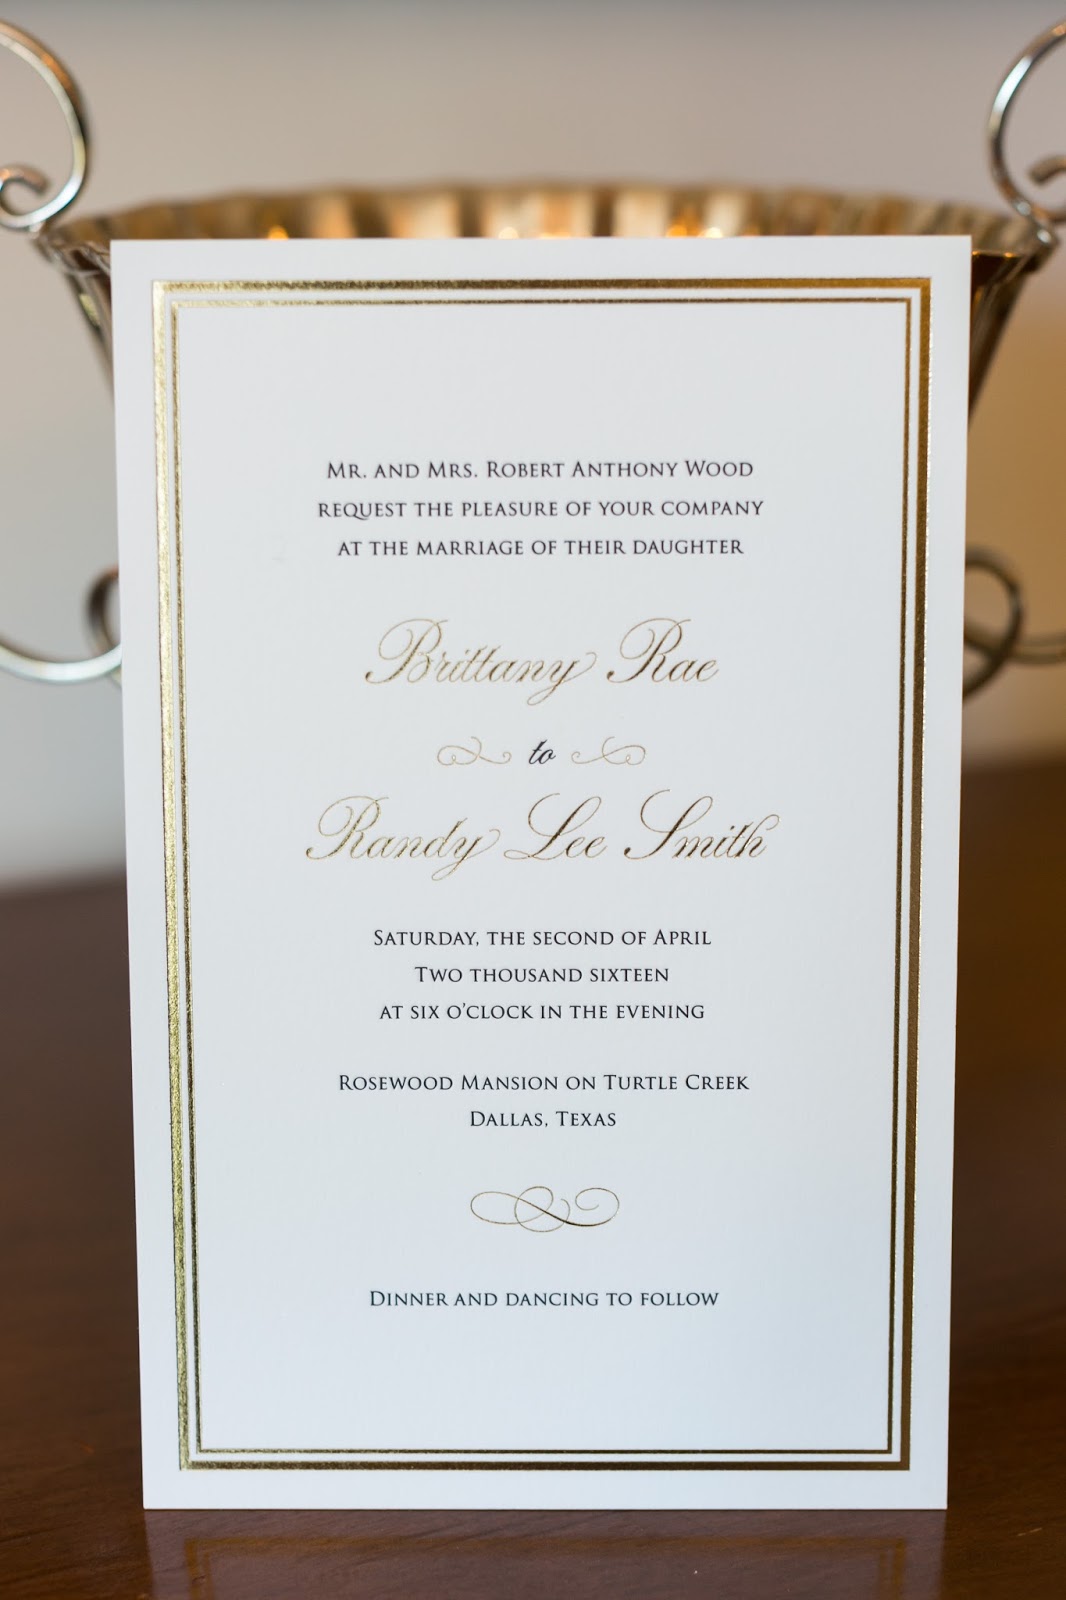 Mr. and Mrs. Robert Anthony Wood
request the pleasure of your company
at the marriage of their daughter
Brittany Rae
to
Randy Lee Smith
Saturday, the second of April
Two thousand sixteen
at six o'clock in the evening
Rosewood Mansion on Turtle Creek
Dallas, Texas
Dinner and dancing to follow